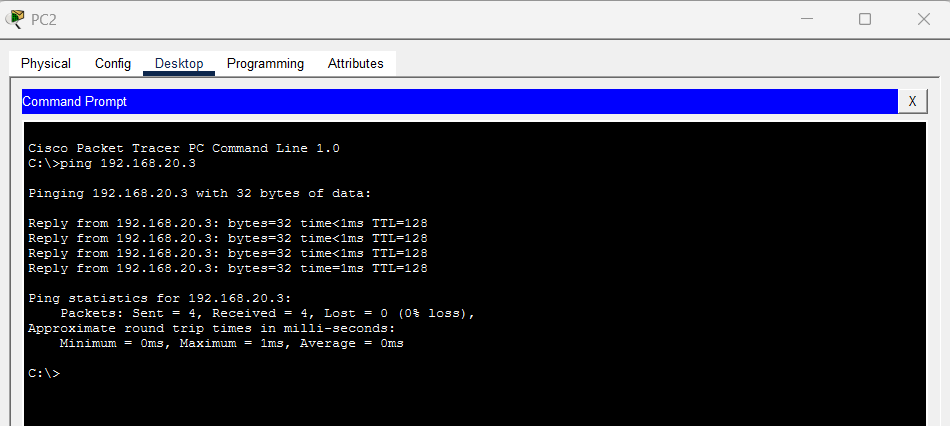 PC2
Physical Config Desktop Programming Attributes
Command Prompt X
Cisco Packet Tracer PC Command Line 1.0
C:\>ping 192.168.20.3
Pinging 192.168.20.3 with 32 bytes of data:
Reply from 192.168.20.3: bytes=32 time<1ms TTL=128
Reply from 192.168.20.3: bytes=32 time<1ms TTL=128
Reply from 192.168.20.3: bytes=32 time<1ms TTL=128
Reply from 192.168.20.3: bytes=32 time=1ms TTL=128
Ping statistics for 192.168.20.3:
Packets: Sent = 4, Received = 4, Lost = 0 (0% loss),
Approximate round trip times in milli-seconds:
Minimum = 0ms, Maximum = 1ms, Average = 0ms
C:\>